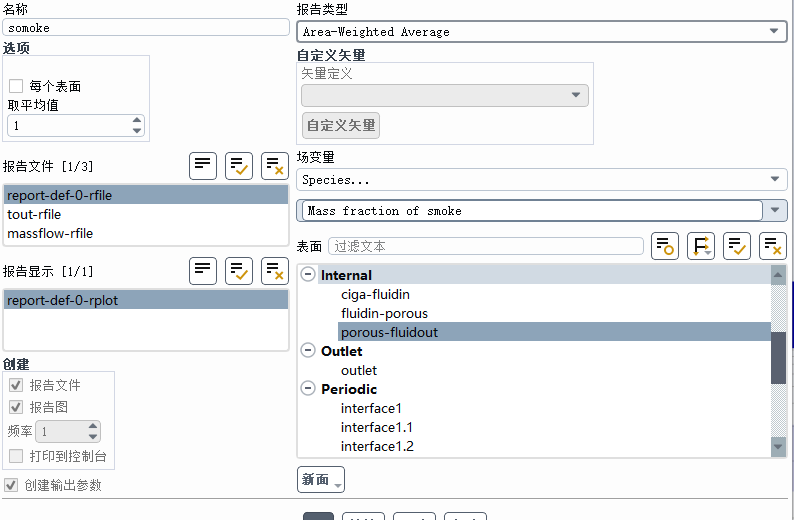 名称
somoke
选项
每个表面
取平均值
1
报告文件 [1/3]
report-def-0-rfile
tout-rfile
massflow-rfile
报告显示 [1/1]
report-def-0-rplot
创建
报告文件
报告图
频率 1
打印到控制台
创建输出参数
报告类型
Area-Weighted Average
自定义矢量
矢量定义
自定义矢量
场变量
Species...
Mass fraction of smoke
表面 过滤文本
Internal
ciga-fluidin
fluidin-porous
porous-fluidout
Outlet
outlet
Periodic
interface1
interface1.1
interface1.2
新面